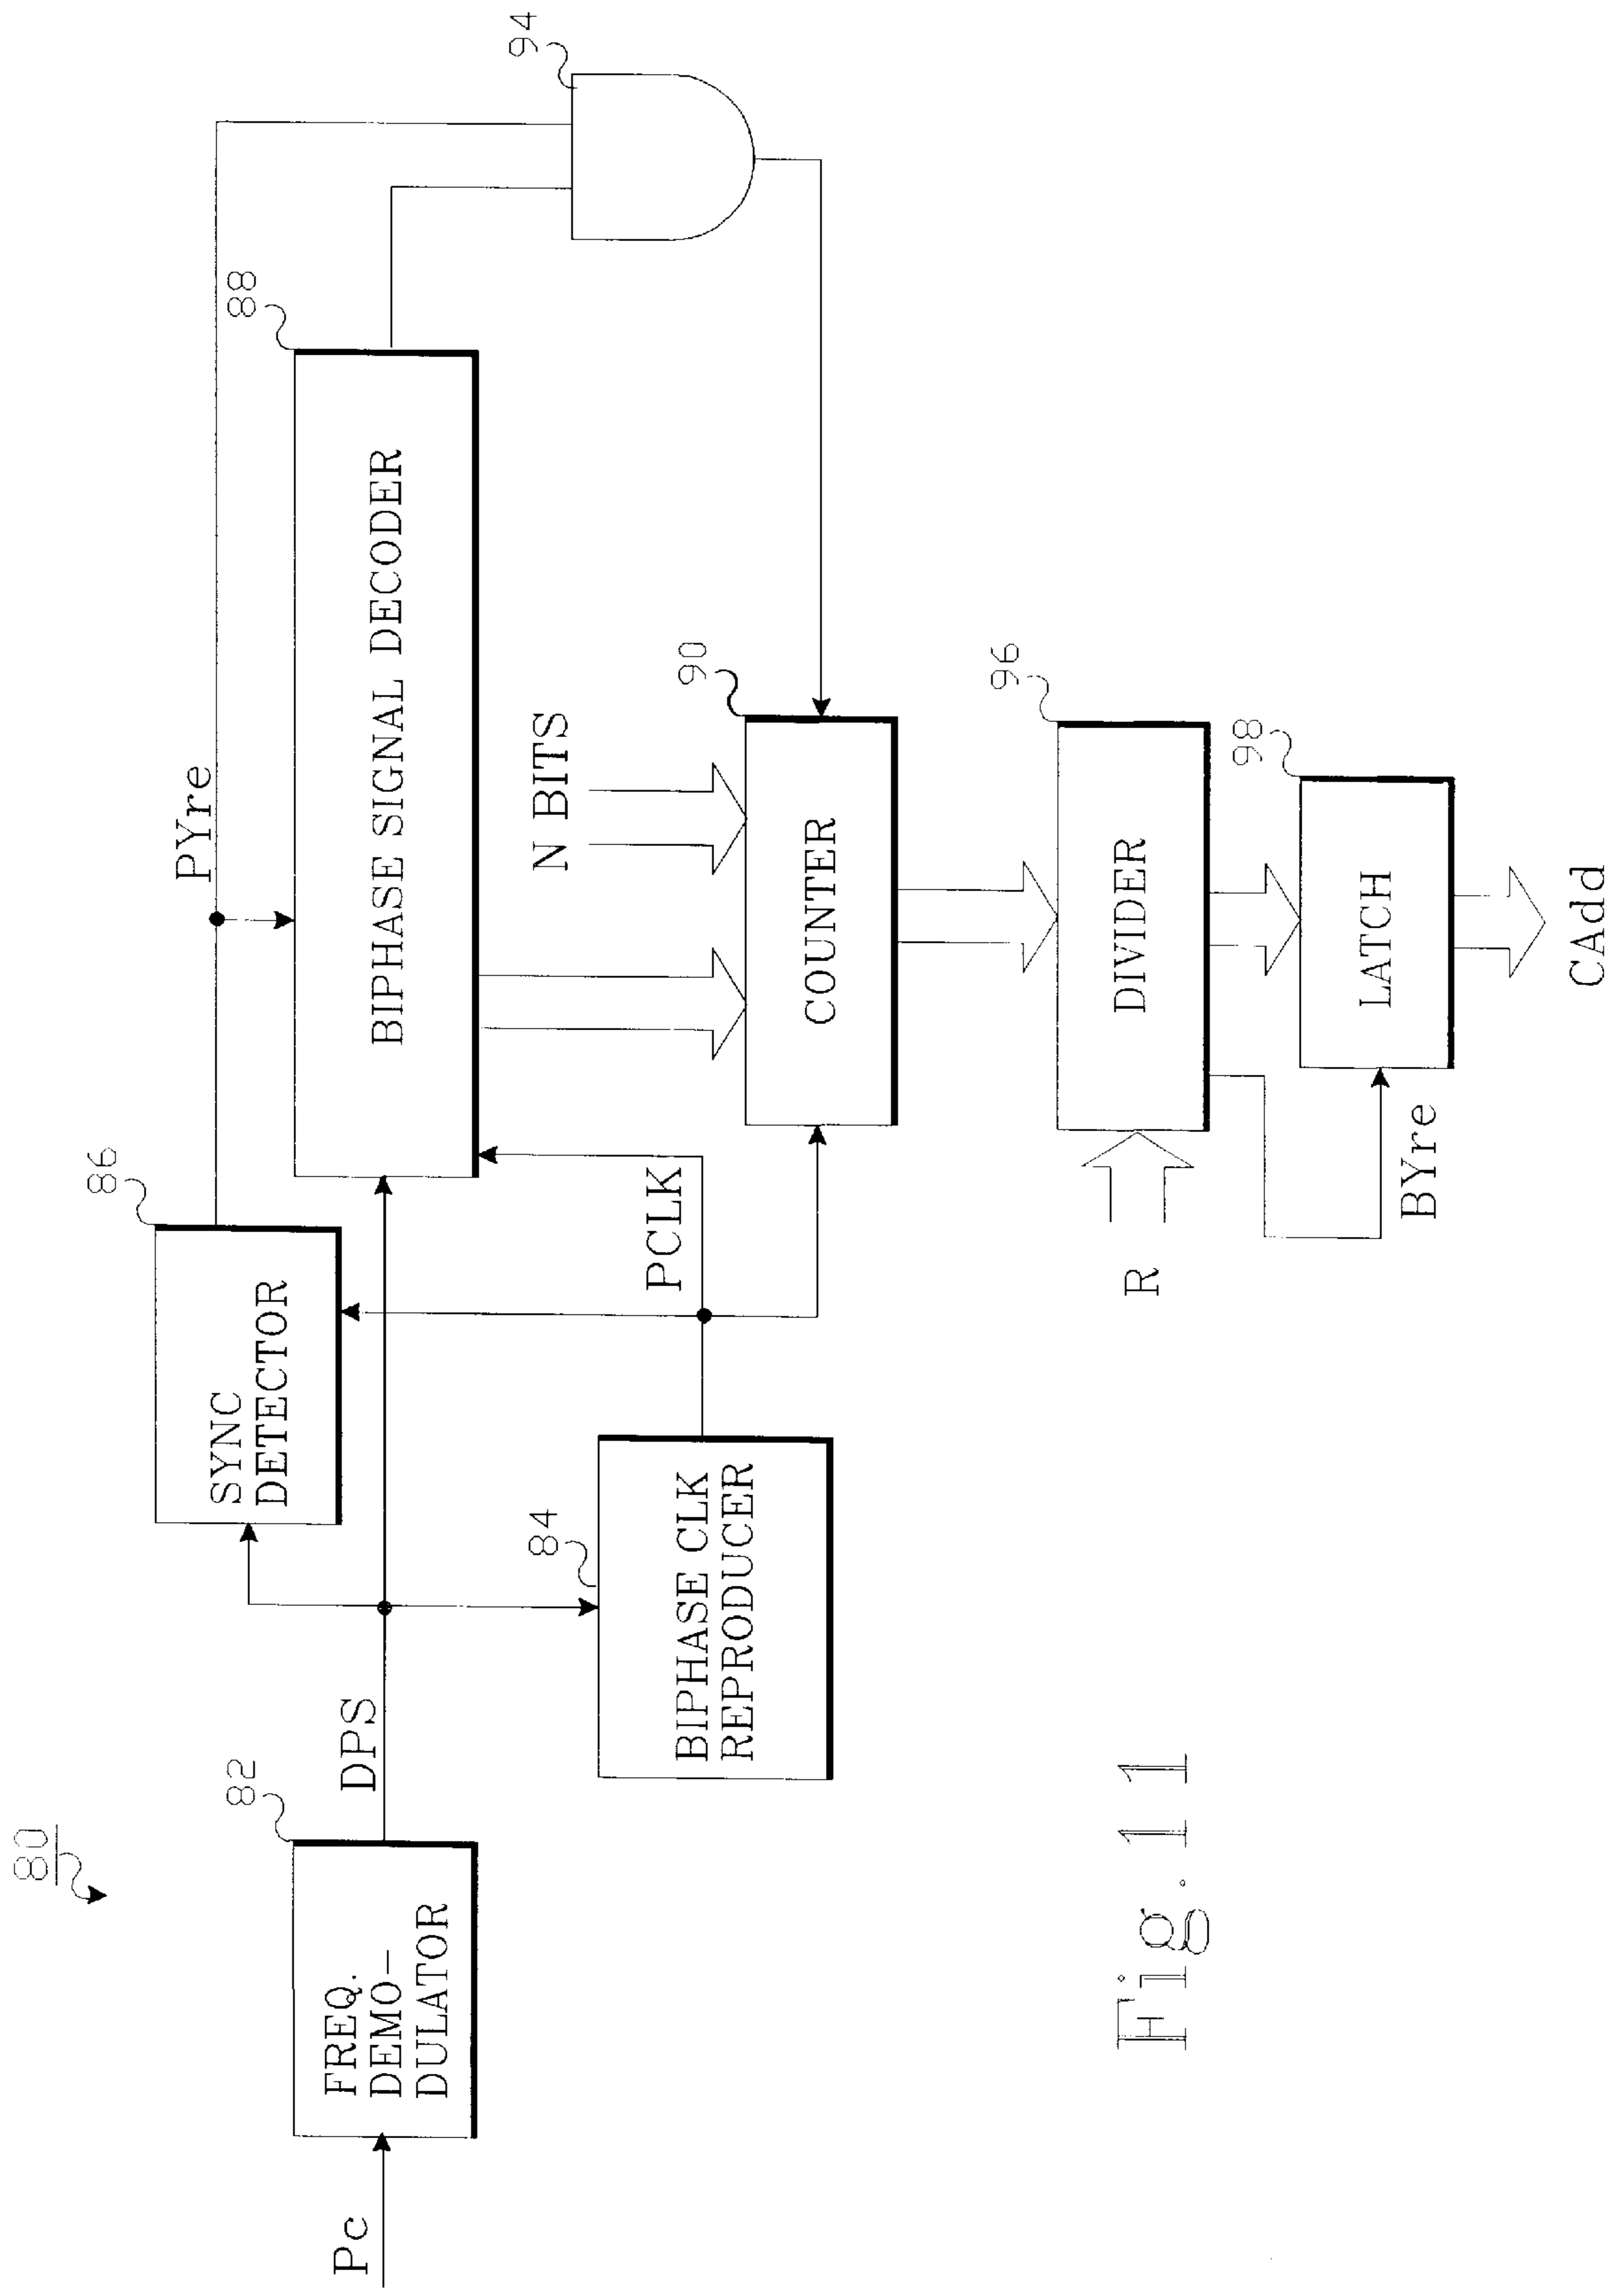 80
Pc
FREQ.
DEMO-
DULATOR
82
DPS
SYNC
DETECTOR
86
BIPHASE CLK
REPRODUCER
84
PCLK
PYre
BIPHASE SIGNAL DECODER
88
94
N BITS
COUNTER
90
R
DIVIDER
96
BYre
LATCH
98
CAdd
Fig. 11